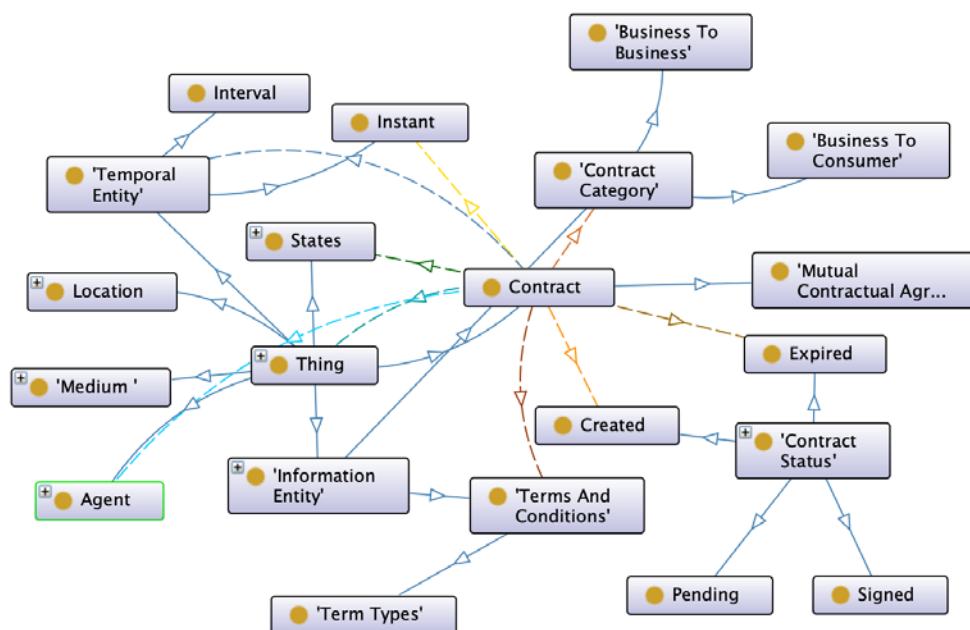 'Business To
Business'
Interval
Instant
'Business To
Consumer'
'Temporal
Entity'
'Contract
Category'
States
Location
Contract
'Mutual
Contractual Agr...
Thing
Expired
'Medium '
Created
'Contract
Status'
'Information
Entity'
Agent
'Terms And
Conditions'
Pending
Signed
'Term Types'